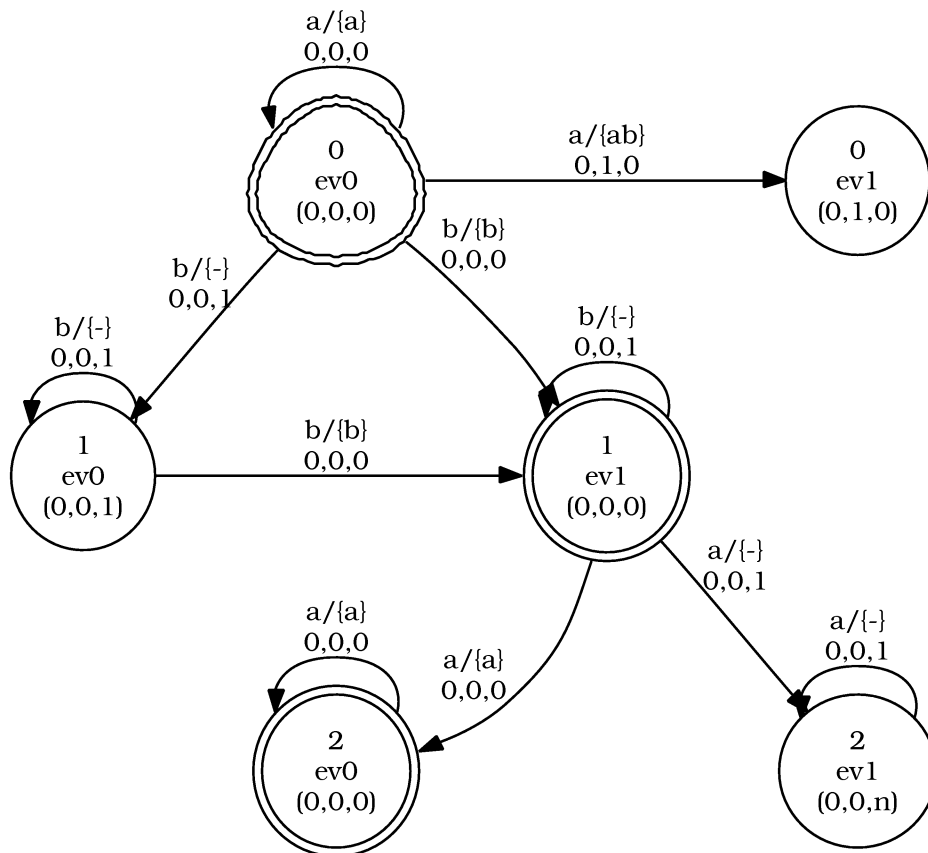 a/{a}
0,0,0
0
ev0
(0,0,0)
a/{ab}
0,1,0
0
ev1
(0,1,0)
b/{-}
0,0,1
b/{b}
0,0,0
b/{-}
0,0,1
b/{-}
0,0,1
1
ev0
(0,0,1)
b/{b}
0,0,0
1
ev1
(0,0,0)
a/{-}
0,0,1
a/{a}
0,0,0
a/{a}
0,0,0
a/{-}
0,0,1
2
ev0
(0,0,0)
2
ev1
(0,0,n)